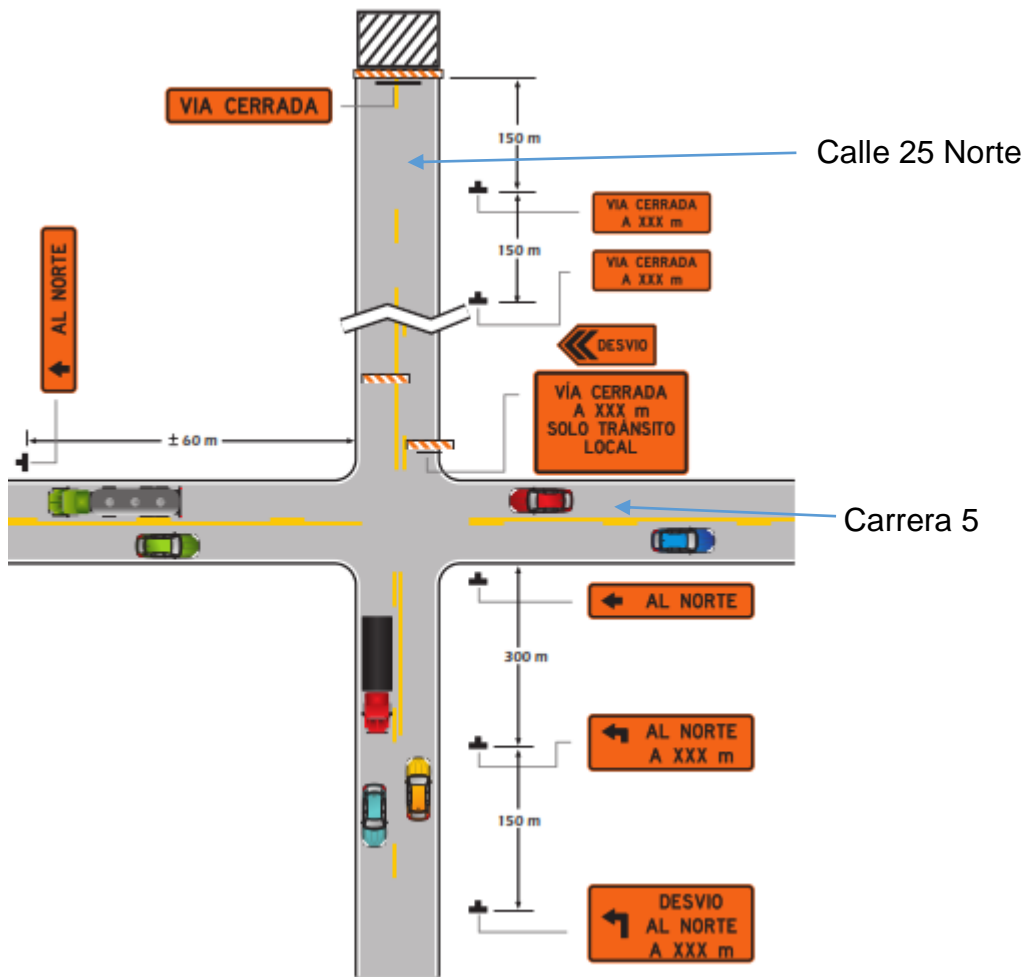 VIA CERRADA
150 m
Calle 25 Norte
VIA CERRADA
A XXX m
150 m
VIA CERRADA
A XXX m
AL NORTE
DESVIO
VÍA CERRADA
A XXX m
SOLO TRÁNSITO
LOCAL
± 60 m
Carrera 5
AL NORTE
300 m
AL NORTE
A XXX m
150 m
DESVIO
AL NORTE
A XXX m